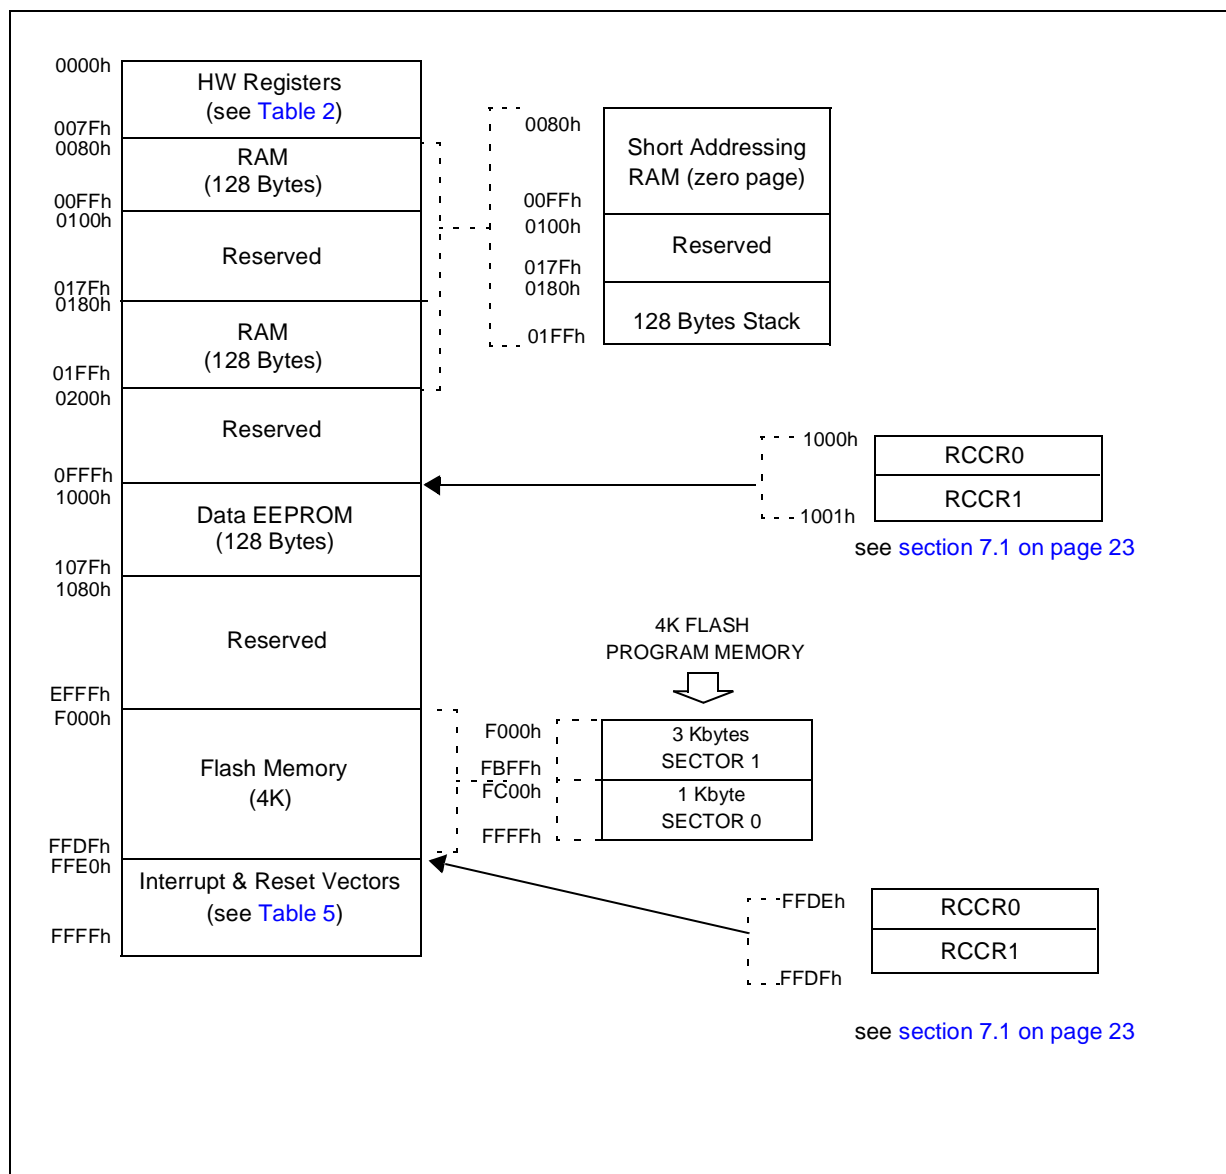 0000h
HW Registers
(see Table 2)
007Fh
0080h
RAM
(128 Bytes)
00FFh
0100h
Reserved
017Fh
0180h
RAM
(128 Bytes)
01FFh
0200h
Reserved
0FFFh
1000h
Data EEPROM
(128 Bytes)
107Fh
1080h
Reserved
EFFFh
F000h
Flash Memory
(4K)
FFDFh
FFE0h
Interrupt & Reset Vectors
(see Table 5)
FFFFh
0080h
Short Addressing
RAM (zero page)
00FFh
0100h
Reserved
017Fh
0180h
128 Bytes Stack
01FFh
1000h
RCCR0
RCCR1
1001h
see section 7.1 on page 23
4K FLASH
PROGRAM MEMORY
F000h
3 Kbytes
SECTOR 1
FBFFh
FC00h
1 Kbyte
SECTOR 0
FFFFh
FFDEh
RCCR0
RCCR1
FFDFh
see section 7.1 on page 23